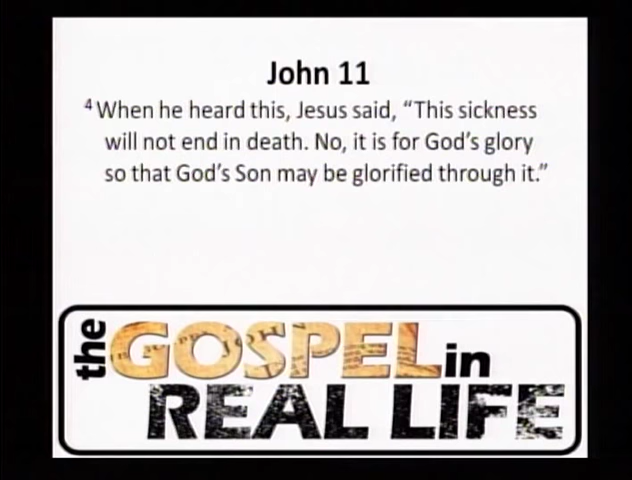 John 11
⁴ When he heard this, Jesus said, “This sickness
will not end in death. No, it is for God’s glory
so that God’s Son may be glorified through it.”
the GOSPEL in
REAL LIFE